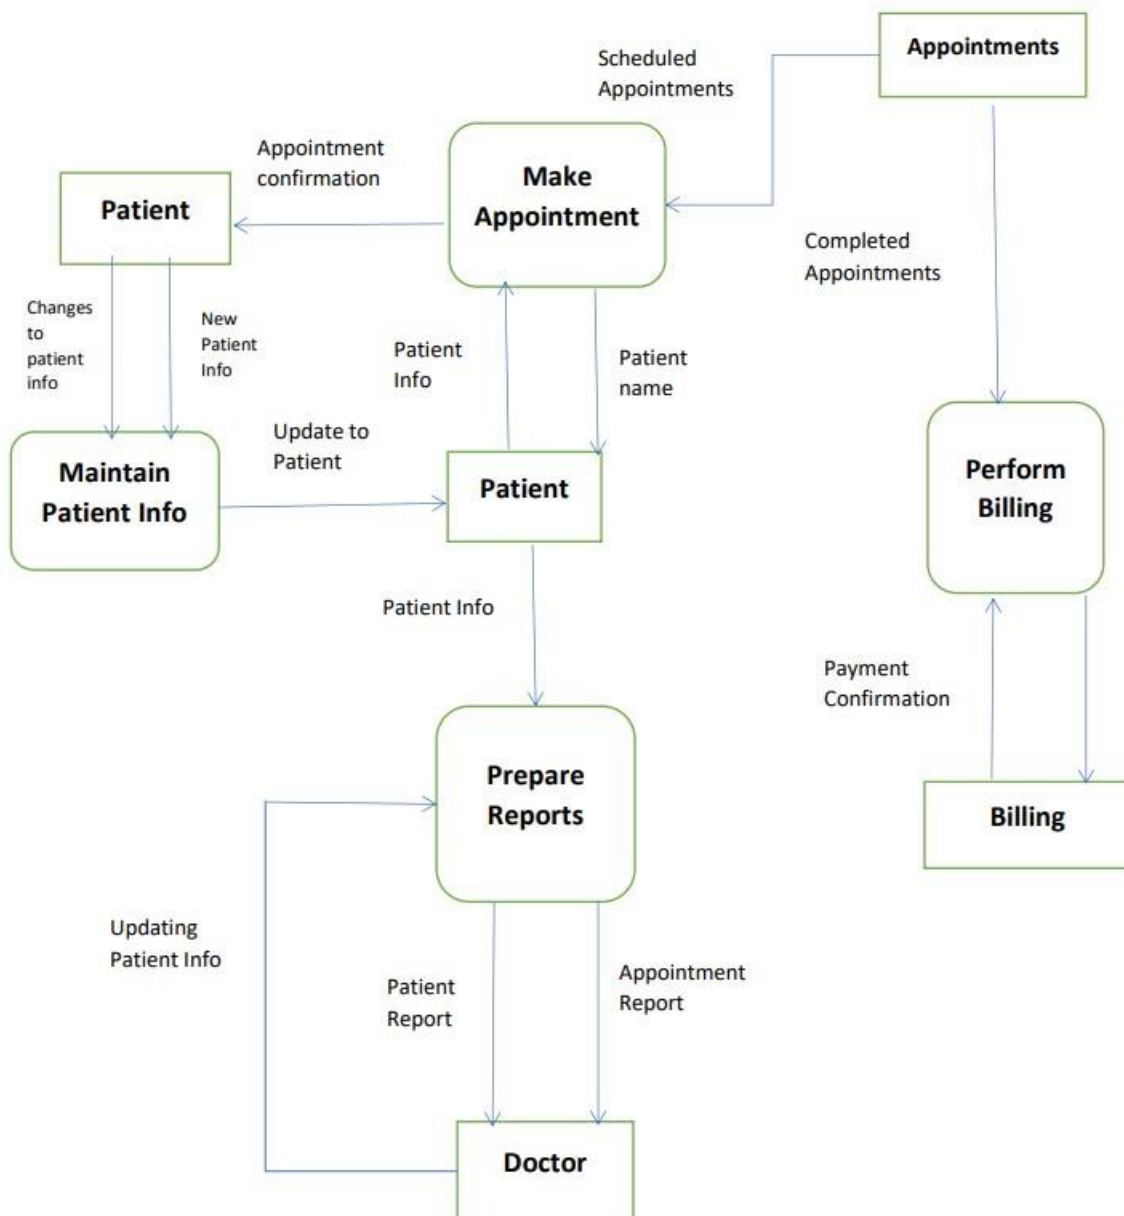 Appointments
Scheduled
Appointments
Appointment
confirmation
Make
Appointment
Patient
Completed
Appointments
Changes
to
patient
info
New
Patient
Info
Patient
Info
Patient
name
Update to
Patient
Maintain
Patient Info
Patient
Perform
Billing
Patient Info
Payment
Confirmation
Prepare
Reports
Billing
Updating
Patient Info
Patient
Report
Appointment
Report
Doctor